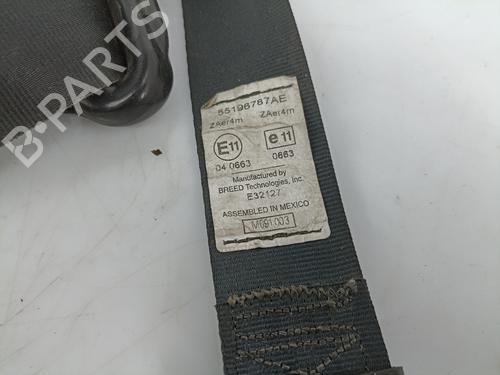 55196787AE
ZAer4m ZAer4m
E11 e11
04 0663 0663
Manufactured by
BREED Technologies, Inc.
E32127
ASSEMBLED IN MEXICO
M091003
B-PARTS